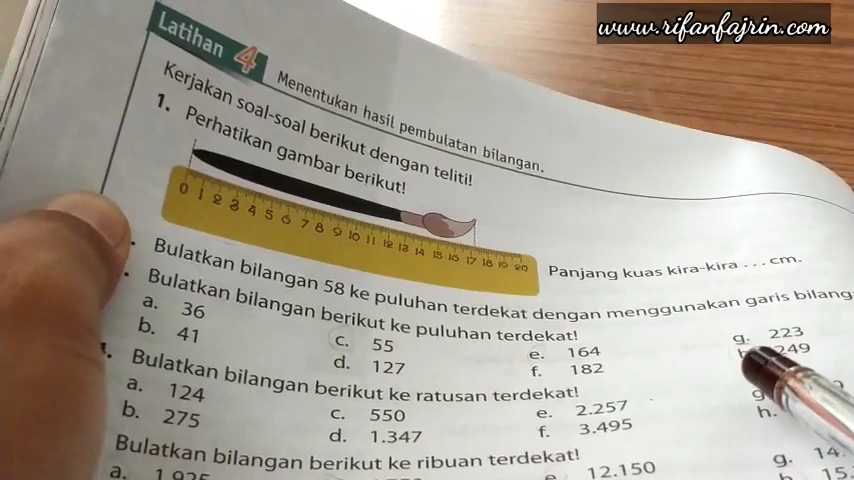 www.rifanfajrin.com
Latihan 4
Menentukan hasil pembulatan bilangan.
Kerjakan soal-soal berikut dengan teliti!
1. Perhatikan gambar berikut!
0 1 2 3 4 5 6 7 8 9 10 11 12 13 14 15 16 17 18 19 20
Panjang kuas kira-kira . . . cm.
Bulatkan bilangan 58 ke puluhan terdekat dengan menggunakan garis bilang
Bulatkan bilangan berikut ke puluhan terdekat!
a. 36 c. 55 e. 164 g. 223
b. 41 d. 127 f. 182 249
Bulatkan bilangan berikut ke ratusan terdekat!
a. 124 c. 550 e. 2.257 g
b. 275 d. 1.347 f. 3.495 h.
Bulatkan bilangan berikut ke ribuan terdekat!
a. 12.150 g. 14.
15.